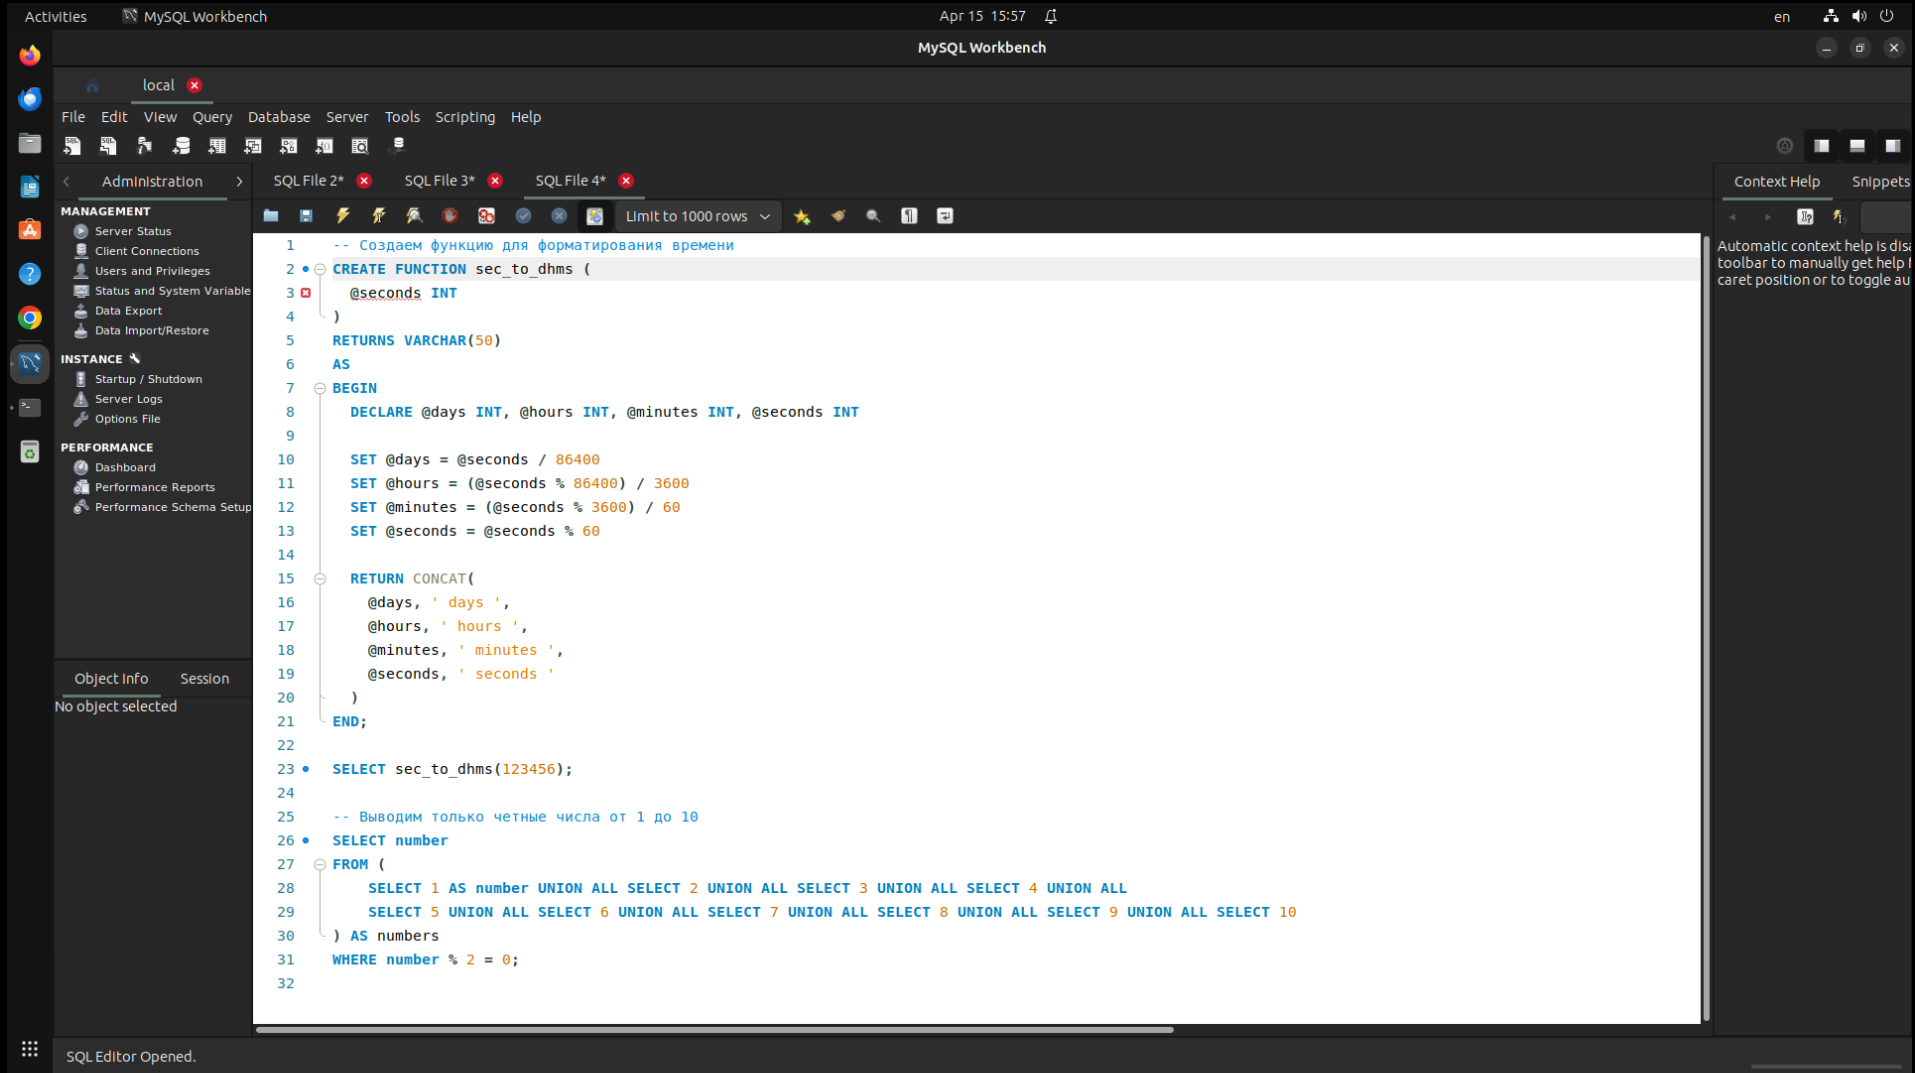 Activities
MySQL Workbench
Apr 15 15:57
en
MySQL Workbench
local
File Edit View Query Database Server Tools Scripting Help
Administration
SQL File 2*
SQL File 3*
SQL File 4*
Context Help
Snippets
MANAGEMENT
Server Status
Client Connections
Users and Privileges
Status and System Variable
Data Export
Data Import/Restore
INSTANCE
Startup / Shutdown
Server Logs
Options File
PERFORMANCE
Dashboard
Performance Reports
Performance Schema Setup
Object Info
Session
No object selected
Limit to 1000 rows
1 -- Создаем функцию для форматирования времени
2 CREATE FUNCTION sec_to_dhms (
3 @seconds INT
4 )
5 RETURNS VARCHAR(50)
6 AS
7 BEGIN
8 DECLARE @days INT, @hours INT, @minutes INT, @seconds INT
9
10 SET @days = @seconds / 86400
11 SET @hours = (@seconds % 86400) / 3600
12 SET @minutes = (@seconds % 3600) / 60
13 SET @seconds = @seconds % 60
14
15 RETURN CONCAT(
16 @days, ' days ',
17 @hours, ' hours ',
18 @minutes, ' minutes ',
19 @seconds, ' seconds '
20 )
21 END;
22
23 SELECT sec_to_dhms(123456);
24
25 -- Выводим только четные числа от 1 до 10
26 SELECT number
27 FROM (
28 SELECT 1 AS number UNION ALL SELECT 2 UNION ALL SELECT 3 UNION ALL SELECT 4 UNION ALL
29 SELECT 5 UNION ALL SELECT 6 UNION ALL SELECT 7 UNION ALL SELECT 8 UNION ALL SELECT 9 UNION ALL SELECT 10
30 ) AS numbers
31 WHERE number % 2 = 0;
32
Automatic context help is dis
toolbar to manually get help
caret position or to toggle au
SQL Editor Opened.